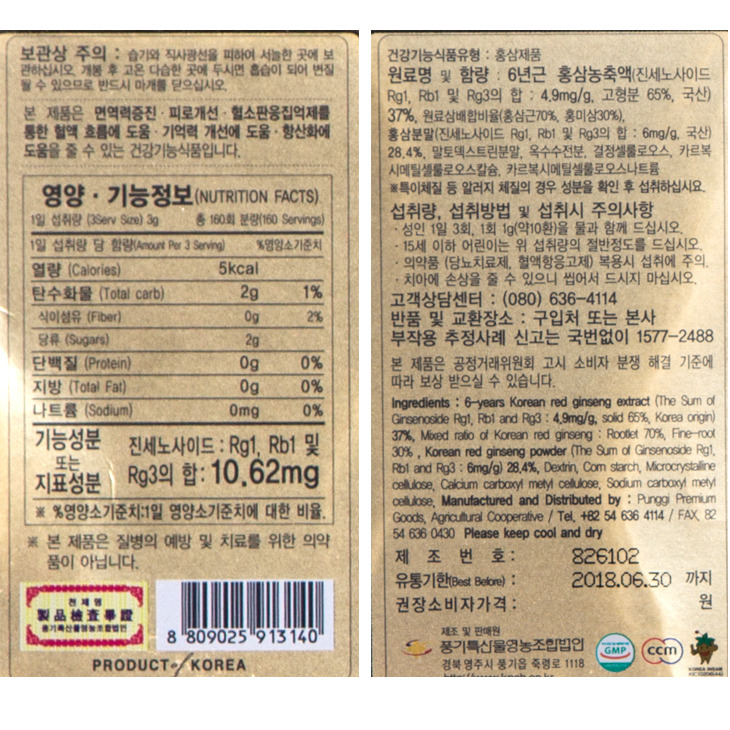 보관상 주의 : 습기와 직사광선을 피하여 서늘한 곳에 보
관하십시오. 개봉 후 고온 다습한 곳에 두시면 흡습이 되어 변질
될 수 있으므로 반드시 마개를 닫으십시오.
본 제품은 면역력증진 · 피로개선 · 혈소판응집억제를
통한 혈액 흐름에 도움 · 기억력 개선에 도움 · 항산화에
도움을 줄 수 있는 건강기능식품입니다.
영양 · 기능정보(NUTRITION FACTS)
1일 섭취량 (3Serv Size) 3g 총 160회 분량(160 Servings)
1일 섭취량 당 함량(Amount Per 3 Serving) %영양소기준치
열량 (Calories) 5kcal
탄수화물 (Total carb) 2g 1%
식이섬유 (Fiber) 0g 2%
당류 (Sugars) 2g
단백질 (Protein) 0g 0%
지방 (Total Fat) 0g 0%
나트륨 (Sodium) 0mg 0%
기능성분 또는 지표성분
진세노사이드 : Rg1, Rb1 및
Rg3의 합 : 10.62mg
※ %영양소기준치:1일 영양소기준치에 대한 비율.
※ 본 제품은 질병의 예방 및 치료를 위한 의약
품이 아닙니다.
천제명
製品檢査畢證
풍기특산물영농조합법인
8 809025 913140
PRODUCT OF KOREA
건강기능식품유형 : 홍삼제품
원료명 및 함량 : 6년근 홍삼농축액(진세노사이드
Rg1, Rb1 및 Rg3의 합 : 4.9mg/g, 고형분 65%, 국산)
37%, 원료삼배합비율(홍삼근70%, 홍미삼30%),
홍삼분말(진세노사이드 Rg1, Rb1 및 Rg3의 합 : 6mg/g, 국산)
28.4%, 말토덱스트린분말, 옥수수전분, 결정셀룰로오스, 카르복
시메틸셀룰로오스칼슘, 카르복시메틸셀룰로오스나트륨
※특이체질 등 알러지 체질의 경우 성분을 확인 후 섭취하십시요.
섭취량, 섭취방법 및 섭취시 주의사항
· 성인 1일 3회, 1회 1g(약10환)을 물과 함께 드십시오.
· 15세 이하 어린이는 위 섭취량의 절반정도를 드십시오.
· 의약품 (당뇨치료제, 혈액항응고제) 복용시 섭취에 주의.
· 치아에 손상을 줄 수 있으니 씹어서 드시지 마십시오.
고객상담센터 : (080) 636-4114
반품 및 교환장소 : 구입처 또는 본사
부작용 추정사례 신고는 국번없이 1577-2488
본 제품은 공정거래위원회 고시 소비자 분쟁 해결 기준에
따라 보상 받으실 수 있습니다.
Ingredients : 6-years Korean red ginseng extract (The Sum of
Ginsenoside Rg1, Rb1 and Rg3 : 4.9mg/g, solid 65%, Korea origin)
37%, Mixed ratio of Korean red ginseng : Rootlet 70%, Fine-root
30% , Korean red ginseng powder (The Sum of Ginsenoside Rg1,
Rb1 and Rg3 : 6mg/g) 28.4%, Dextrin, Corn starch, Microcrystalline
cellulose, Calcium carboxyl metyl cellulose, Sodium carboxyl metyl
cellulose, Manufactured and Distributed by : Punggi Premium
Goods, Agricultural Cooperative / Tel, +82 54 636 4114 / FAX, 82
54 636 0430 Please keep cool and dry
제 조 번 호 : 826102
유통기한(Best Before) : 2018.06.30 까지
권장소비자가격 : 원
제조 및 판매원
풍기특산물영농조합법인
경북 영주시 풍기읍 죽령로 1118
GMP
ccm
KOREA INSAM